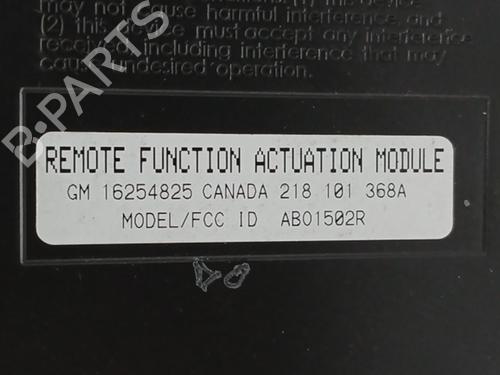 may not cause harmful interference, and
(2) this device must accept any interference
received, including interference that may
cause undesired operation.
B-PARTS
REMOTE FUNCTION ACTUATION MODULE
GM 16254825 CANADA 218 101 368A
MODEL/FCC ID AB01502R